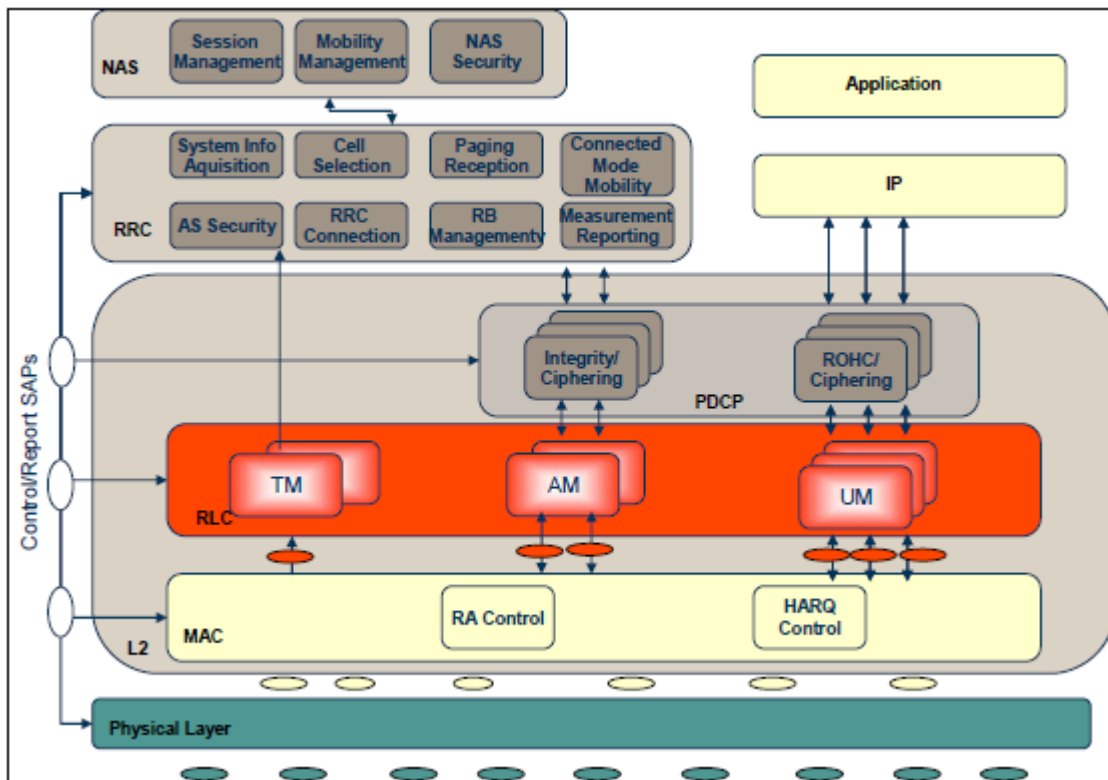 Session
Management
Mobility
Management
NAS
Security
NAS
Application
System Info
Aquisition
Cell
Selection
Paging
Reception
Connected
Mode
Mobility
IP
RRC
AS Security
RRC
Connection
RB
Managementy
Measurement
Reporting
Control/Report SAPs
Integrity/
Ciphering
ROHC/
Ciphering
PDCP
TM
AM
UM
RLC
RA Control
HARQ
Control
MAC
L2
Physical Layer